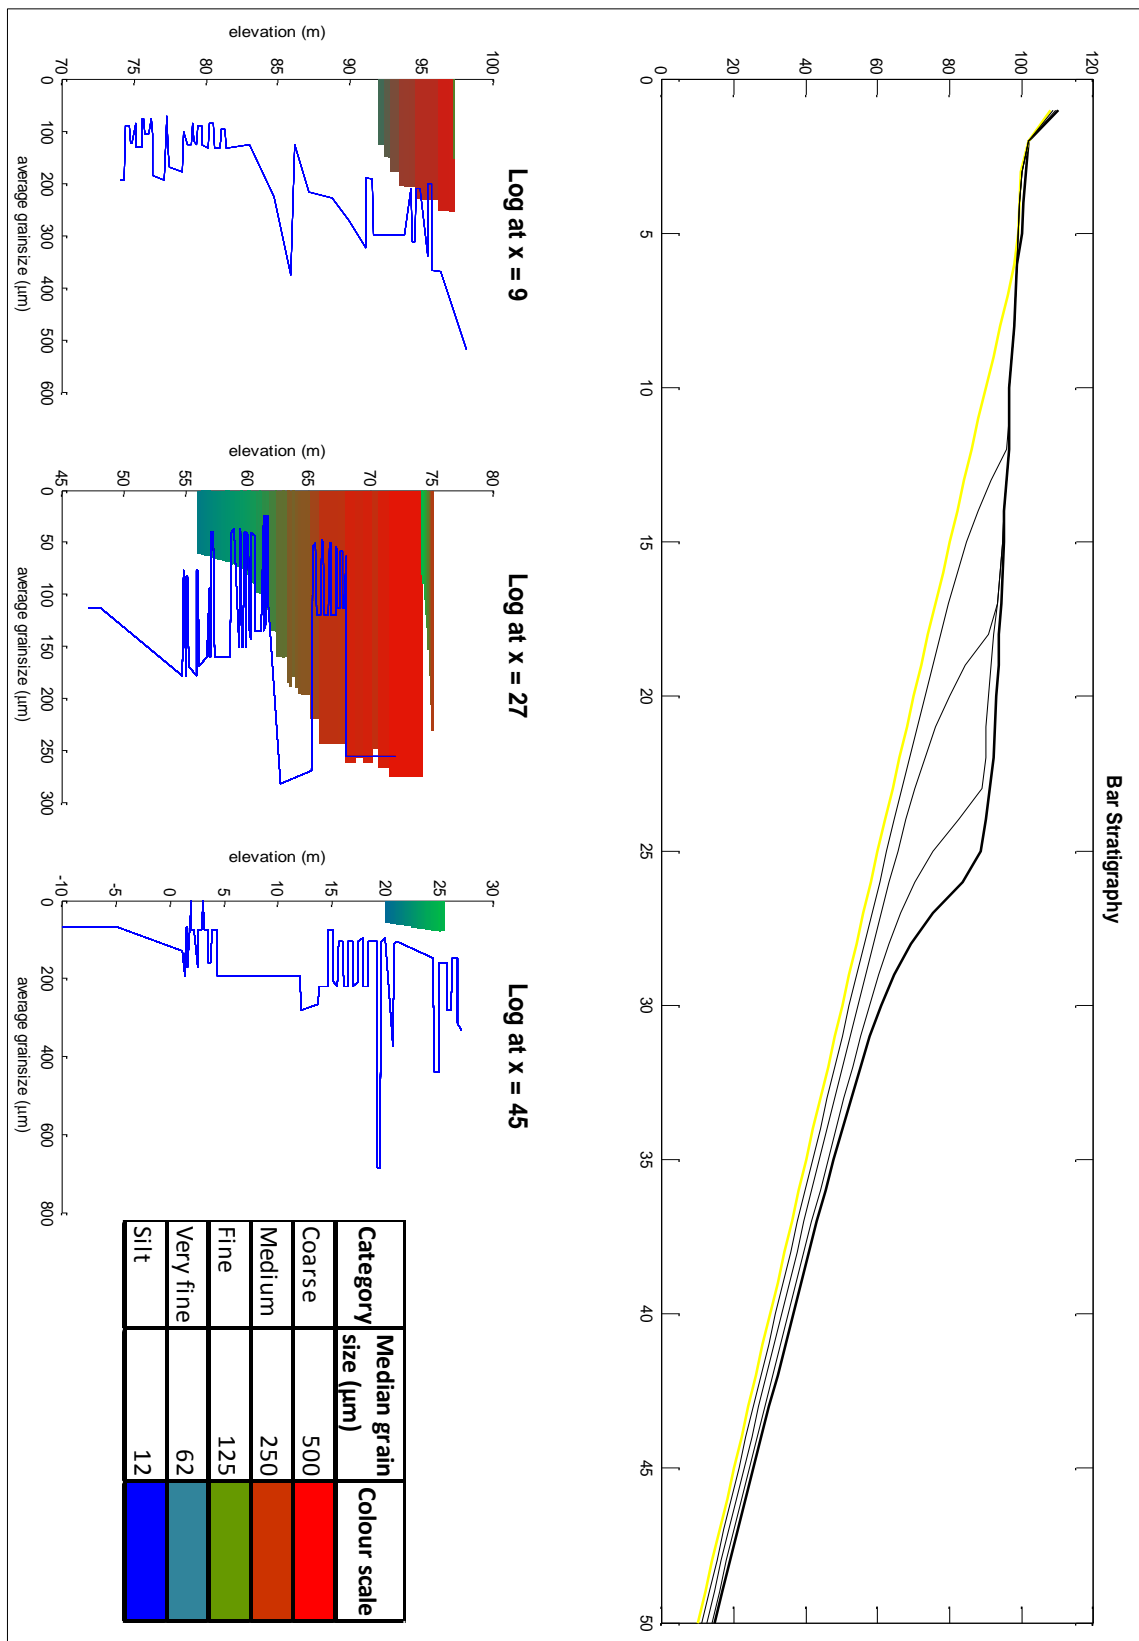 Bar Stratigraphy
120
100
80
60
40
20
0
0 5 10 15 20 25 30 35 40 45 50
Log at x = 9
elevation (m)
100
95
90
85
80
75
70
0 100 200 300 400 500 600
average grainsize (µm)
Log at x = 27
elevation (m)
80
75
70
65
60
55
50
45
0 50 100 150 200 250 300
average grainsize (µm)
Log at x = 45
elevation (m)
30
25
20
15
10
5
0
-5
-10
0 200 400 600 800
average grainsize (µm)
Category Median grain size (µm) Colour scale
Coarse 500
Medium 250
Fine 125
Very fine 62
Silt 12